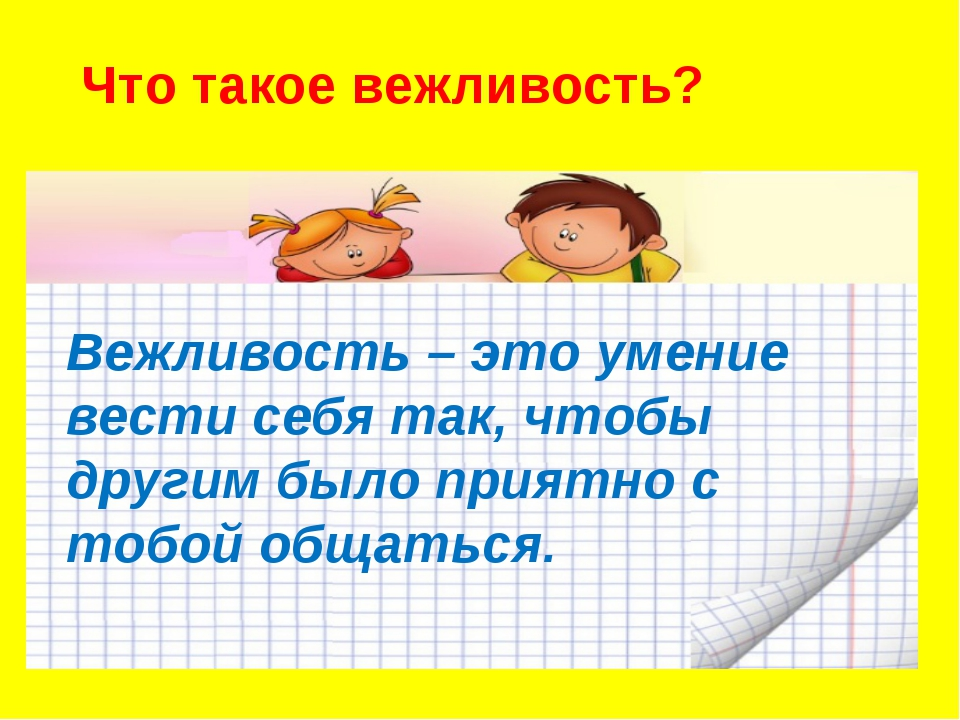 Что такое вежливость?
Вежливость – это умение
вести себя так, чтобы
другим было приятно с
тобой общаться.